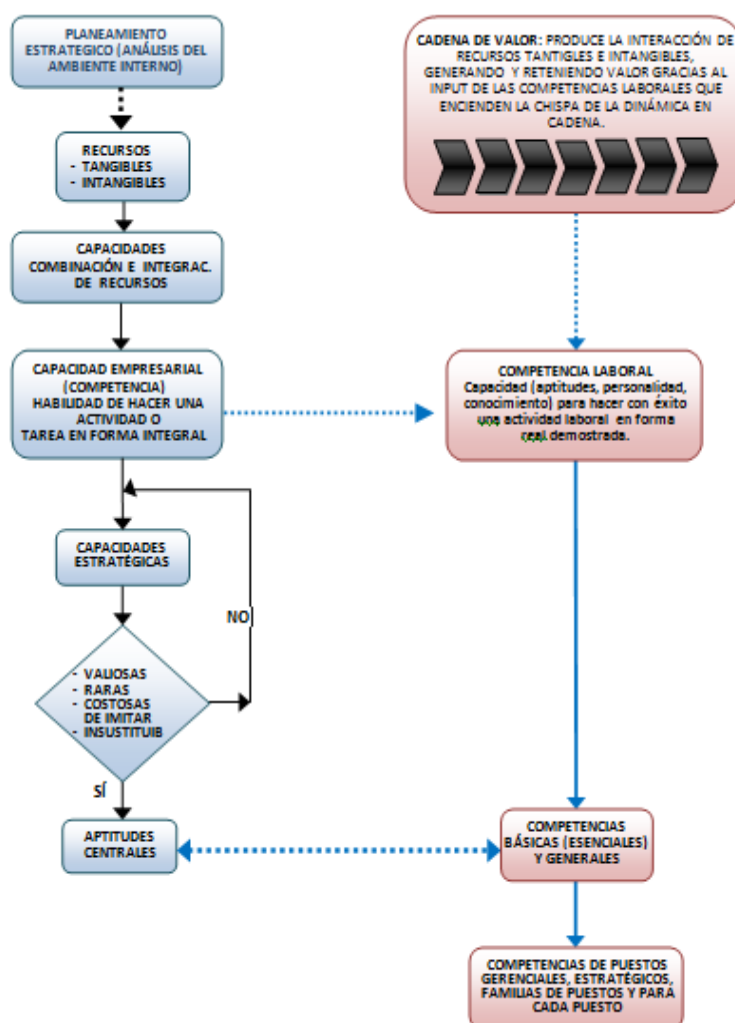 PLANEAMIENTO
ESTRATEGICO (ANÁLISIS DEL
AMBIENTE INTERNO)
RECURSOS
- TANGIBLES
- INTANGIBLES
CAPACIDADES
COMBINACIÓN E INTEGRAC.
DE RECURSOS
CAPACIDAD EMPRESARIAL
(COMPETENCIA)
HABILIDAD DE HACER UNA
ACTIVIDAD O
TAREA EN FORMA INTEGRAL
CAPACIDADES
ESTRATÉGICAS
NO
- VALIOSAS
- RARAS
- COSTOSAS
DE IMITAR
- INSUSTITUIB
SÍ
APTITUDES
CENTRALES
CADENA DE VALOR: PRODUCE LA INTERACCIÓN DE
RECURSOS TANTIGLES E INTANGIBLES,
GENERANDO Y RETENIENDO VALOR GRACIAS AL
INPUT DE LAS COMPETENCIAS LABORALES QUE
ENCIENDEN LA CHISPA DE LA DINÁMICA EN
CADENA.
COMPETENCIA LABORAL
Capacidad (aptitudes, personalidad,
conocimiento) para hacer con éxito
una actividad laboral en forma
real demostrada.
COMPETENCIAS
BÁSICAS (ESENCIALES)
Y GENERALES
COMPETENCIAS DE PUESTOS
GERENCIALES, ESTRATÉGICOS,
FAMILIAS DE PUESTOS Y PARA
CADA PUESTO